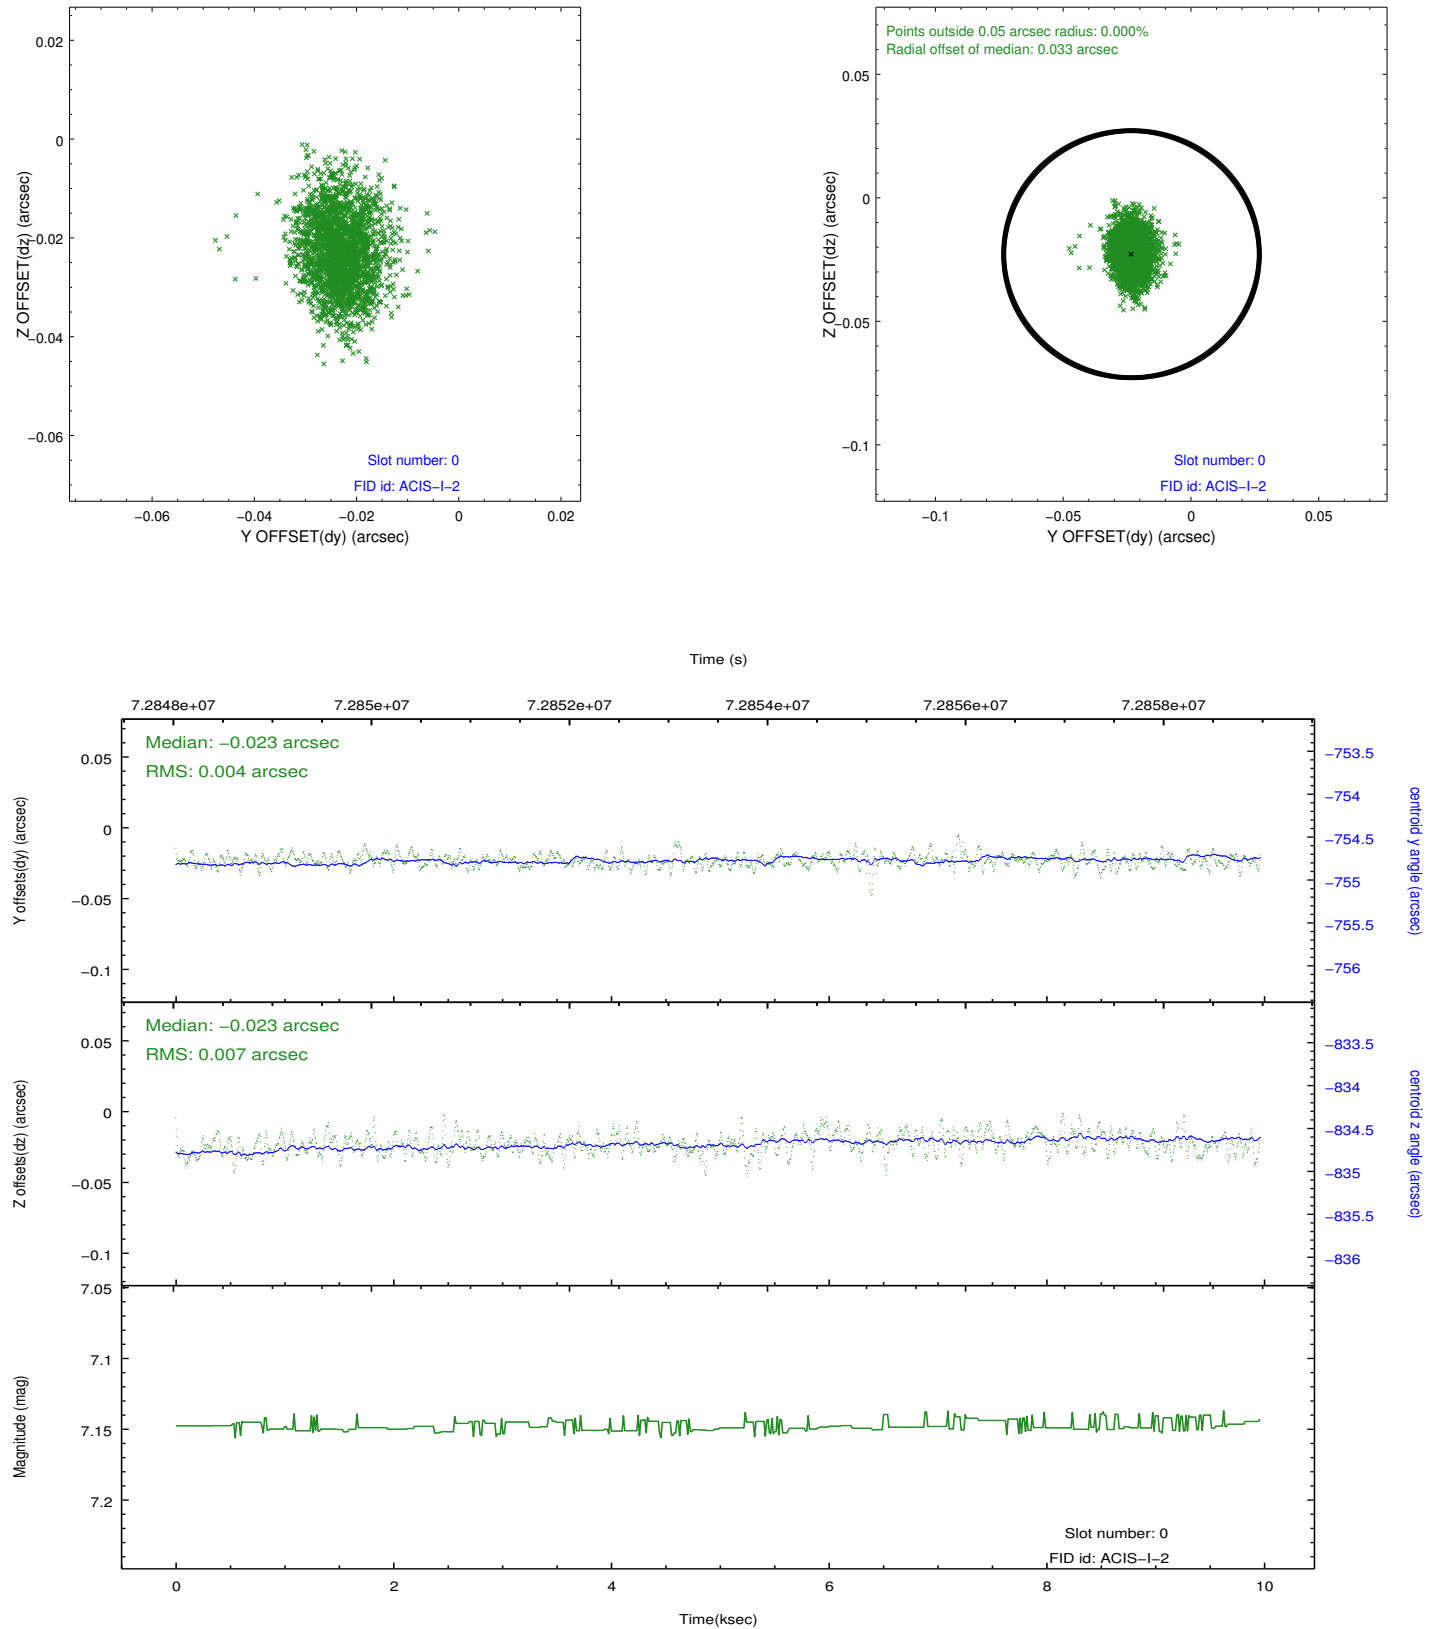 0.02
0
−0.02
−0.04
−0.06
Z OFFSET(dz) (arcsec)
Slot number: 0
FID id: ACIS−I−2
−0.06
−0.04
−0.02
0
0.02
Y OFFSET(dy) (arcsec)
Points outside 0.05 arcsec radius: 0.000%
Radial offset of median: 0.033 arcsec
0.05
0
−0.05
−0.1
Z OFFSET(dz) (arcsec)
Slot number: 0
FID id: ACIS−I−2
−0.1
−0.05
0
0.05
Y OFFSET(dy) (arcsec)
Time (s)
7.2848e+07
7.285e+07
7.2852e+07
7.2854e+07
7.2856e+07
7.2858e+07
Median: −0.023 arcsec
RMS: 0.004 arcsec
0.05
0
−0.05
−0.1
Y offsets(dy) (arcsec)
−753.5
−754
−754.5
−755
−755.5
−756
centroid y angle (arcsec)
Median: −0.023 arcsec
RMS: 0.007 arcsec
0.05
0
−0.05
−0.1
Z offsets(dz) (arcsec)
−833.5
−834
−834.5
−835
−835.5
−836
centroid z angle (arcsec)
7.05
7.1
7.15
7.2
Magnitude (mag)
Slot number: 0
FID id: ACIS−I−2
0
2
4
6
8
10
Time(ksec)